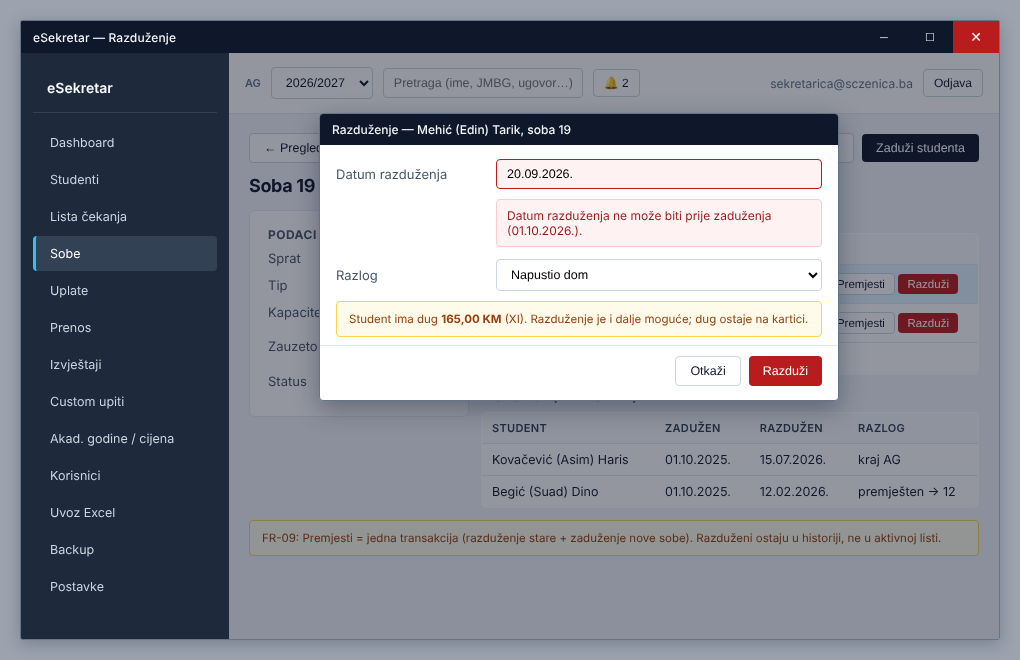 eSekretar — Razduženje
eSekretar
Dashboard
Studenti
Lista čekanja
Sobe
Uplate
Prenos
Izvještaji
Custom upiti
Akad. godine / cijena
Korisnici
Uvoz Excel
Backup
Postavke
AG
2026/2027
Pretraga (ime, JMBG, ugovor…)
🔔 2
sekretarica@sczenica.ba
Odjava
Zaduži studenta
Soba 19
PODACI
Sprat
Tip
Zauzeto
Status
Premjesti
Razduži
Premjesti
Razduži
Razduženje — Mehić (Edin) Tarik, soba 19
Datum razduženja
20.09.2026.
Datum razduženja ne može biti prije zaduženja
(01.10.2026.).
Razlog
Napustio dom
Student ima dug 165,00 KM (XI). Razduženje je i dalje moguće; dug ostaje na kartici.
Otkaži
Razduži
STUDENT ZADUŽEN RAZDUŽEN RAZLOG
Kovačević (Asim) Haris 01.10.2025. 15.07.2026. kraj AG
Begić (Suad) Dino 01.10.2025. 12.02.2026. premješten → 12
FR-09: Premjesti = jedna transakcija (razduženje stare + zaduženje nove sobe). Razduženi ostaju u historiji, ne u aktivnoj listi.